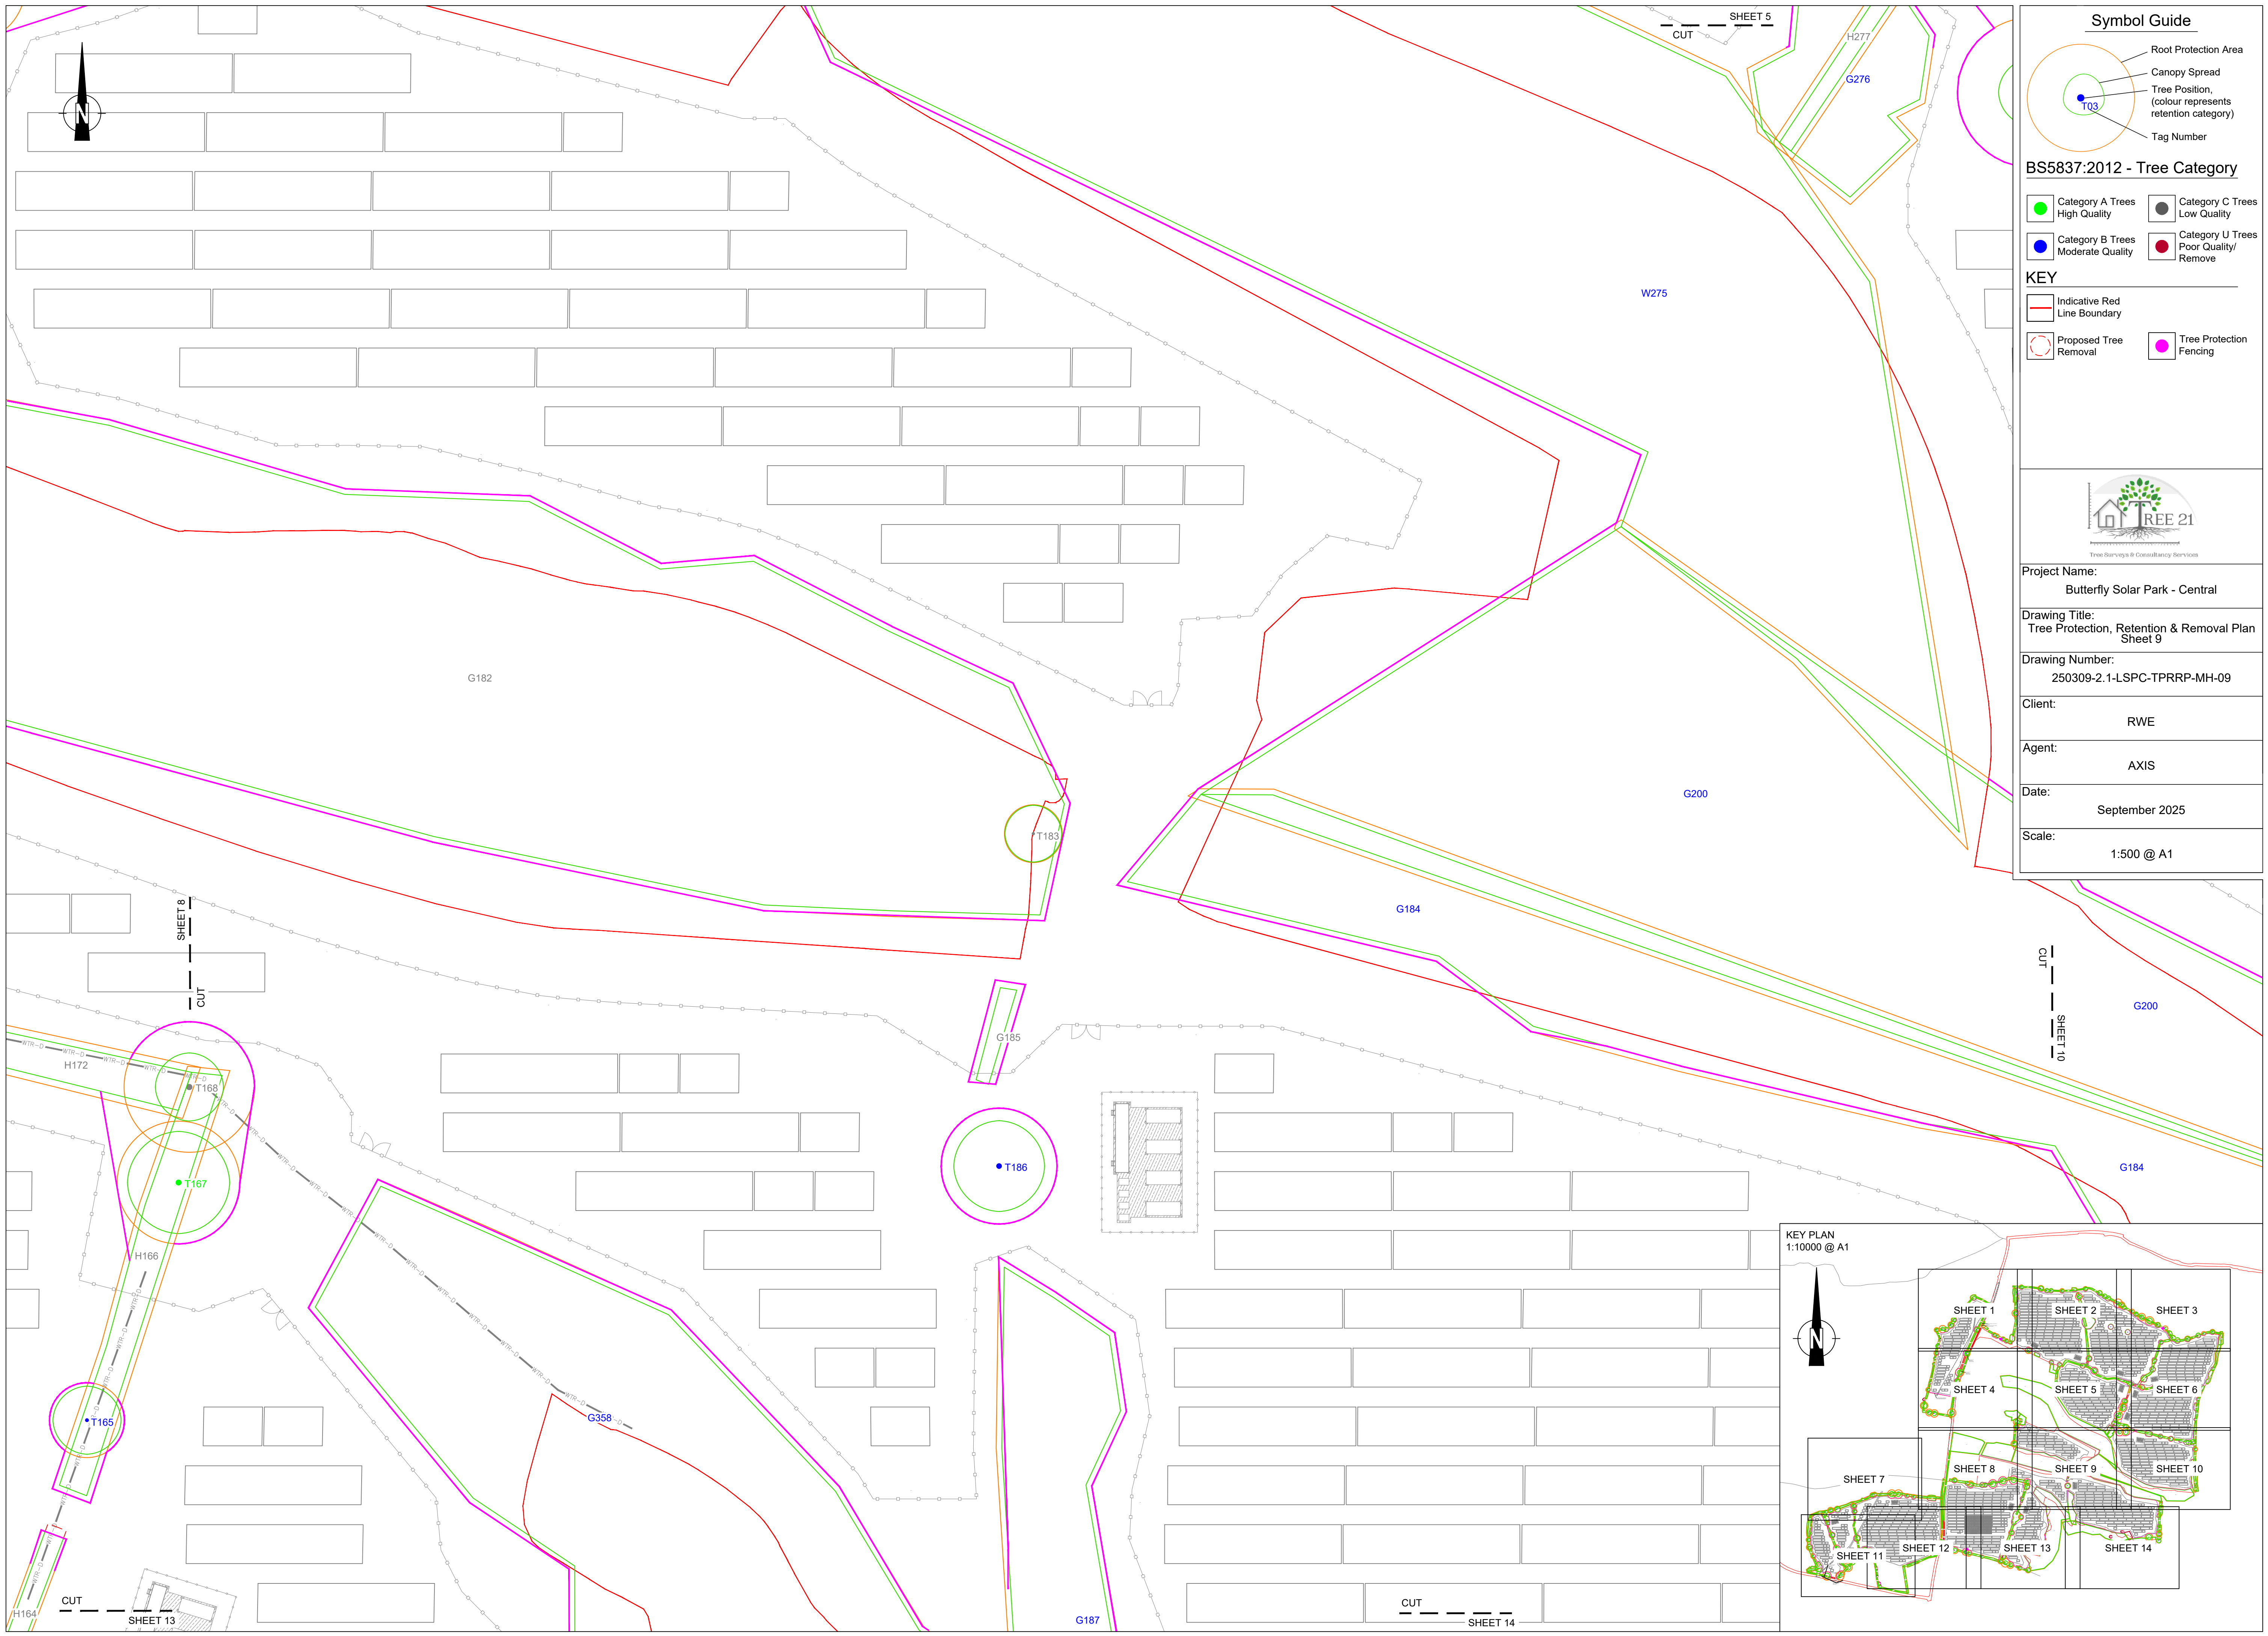 SHEET 5
CUT
H277
G276
N
W275
G182
T183
G200
G184
SHEET 8
CUT
G185
H172
WTR-D
T168
T167
T186
H166
T165
G358
H164
CUT
SHEET 13
G187
CUT
SHEET 14
CUT
SHEET 10
G200
G184
Symbol Guide
Root Protection Area
Canopy Spread
Tree Position,
(colour represents
retention category)
T03
Tag Number
BS5837:2012 - Tree Category
Category A Trees
High Quality
Category C Trees
Low Quality
Category B Trees
Moderate Quality
Category U Trees
Poor Quality/
Remove
KEY
Indicative Red
Line Boundary
Proposed Tree
Removal
Tree Protection
Fencing
TREE 21
Tree Surveys & Consultancy Services
Project Name:
Butterfly Solar Park - Central
Drawing Title:
Tree Protection, Retention & Removal Plan
Sheet 9
Drawing Number:
250309-2.1-LSPC-TPRRP-MH-09
Client:
RWE
Agent:
AXIS
Date:
September 2025
Scale:
1:500 @ A1
KEY PLAN
1:10000 @ A1
N
SHEET 1
SHEET 2
SHEET 3
SHEET 4
SHEET 5
SHEET 6
SHEET 7
SHEET 8
SHEET 9
SHEET 10
SHEET 11
SHEET 12
SHEET 13
SHEET 14